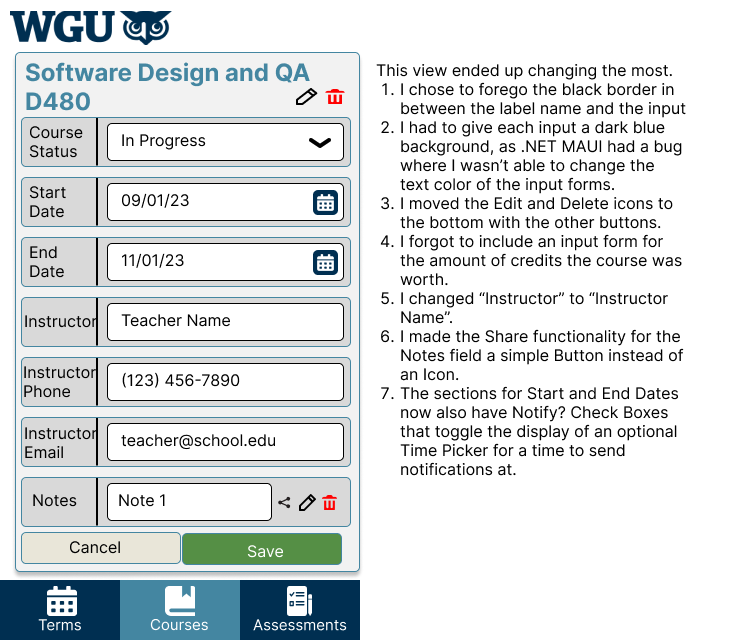 WGU
Software Design and QA
D480
Course
Status
In Progress
Start
Date
09/01/23
End
Date
11/01/23
Instructor
Teacher Name
Instructor
Phone
(123) 456-7890
Instructor
Email
teacher@school.edu
Notes
Note 1
Cancel
Save
Terms
Courses
Assessments
This view ended up changing the most.
1. I chose to forego the black border in
between the label name and the input
2. I had to give each input a dark blue
background, as .NET MAUI had a bug
where I wasn’t able to change the
text color of the input forms.
3. I moved the Edit and Delete icons to
the bottom with the other buttons.
4. I forgot to include an input form for
the amount of credits the course was
worth.
5. I changed “Instructor” to “Instructor
Name”.
6. I made the Share functionality for the
Notes field a simple Button instead of
an Icon.
7. The sections for Start and End Dates
now also have Notify? Check Boxes
that toggle the display of an optional
Time Picker for a time to send
notifications at.